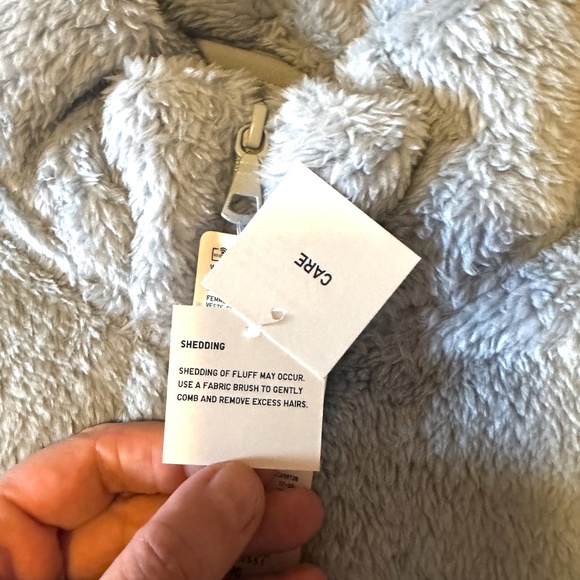 CARE
SHEDDING
SHEDDING OF FLUFF MAY OCCUR.
USE A FABRIC BRUSH TO GENTLY
COMB AND REMOVE EXCESS HAIRS.